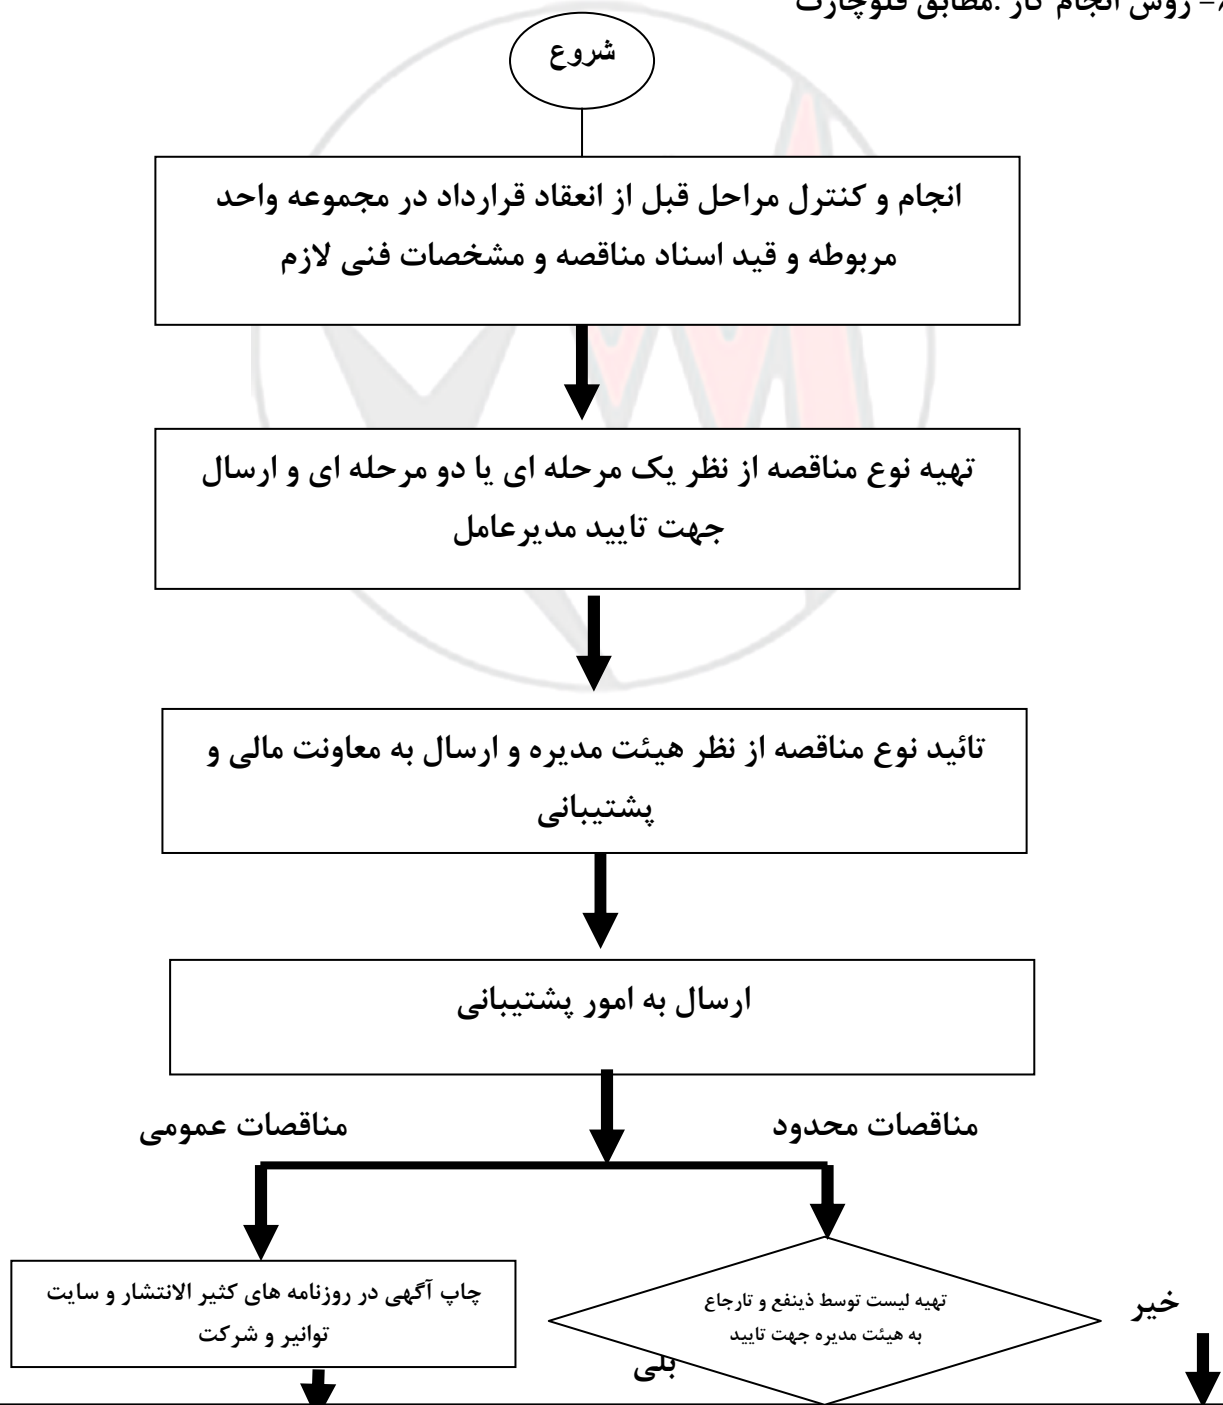 روش انجام کار .مطابق فلوچارت
شروع
انجام و کنترل مراحل قبل از انعقاد قرارداد در مجموعه واحد
مربوطه و قید اسناد مناقصه و مشخصات فنی لازم
تهیه نوع مناقصه از نظر یک مرحله ای یا دو مرحله ای و ارسال
جهت تایید مدیرعامل
تائید نوع مناقصه از نظر هیئت مدیره و ارسال به معاونت مالی و
پشتیبانی
ارسال به امور پشتیبانی
مناقصات محدود
مناقصات عمومی
تهیه لیست توسط ذینفع و تارجاع
به هیئت مدیره جهت تایید
خیر
بلی
چاپ آگهی در روزنامه های کثیر الانتشار و سایت
توانیر و شرکت